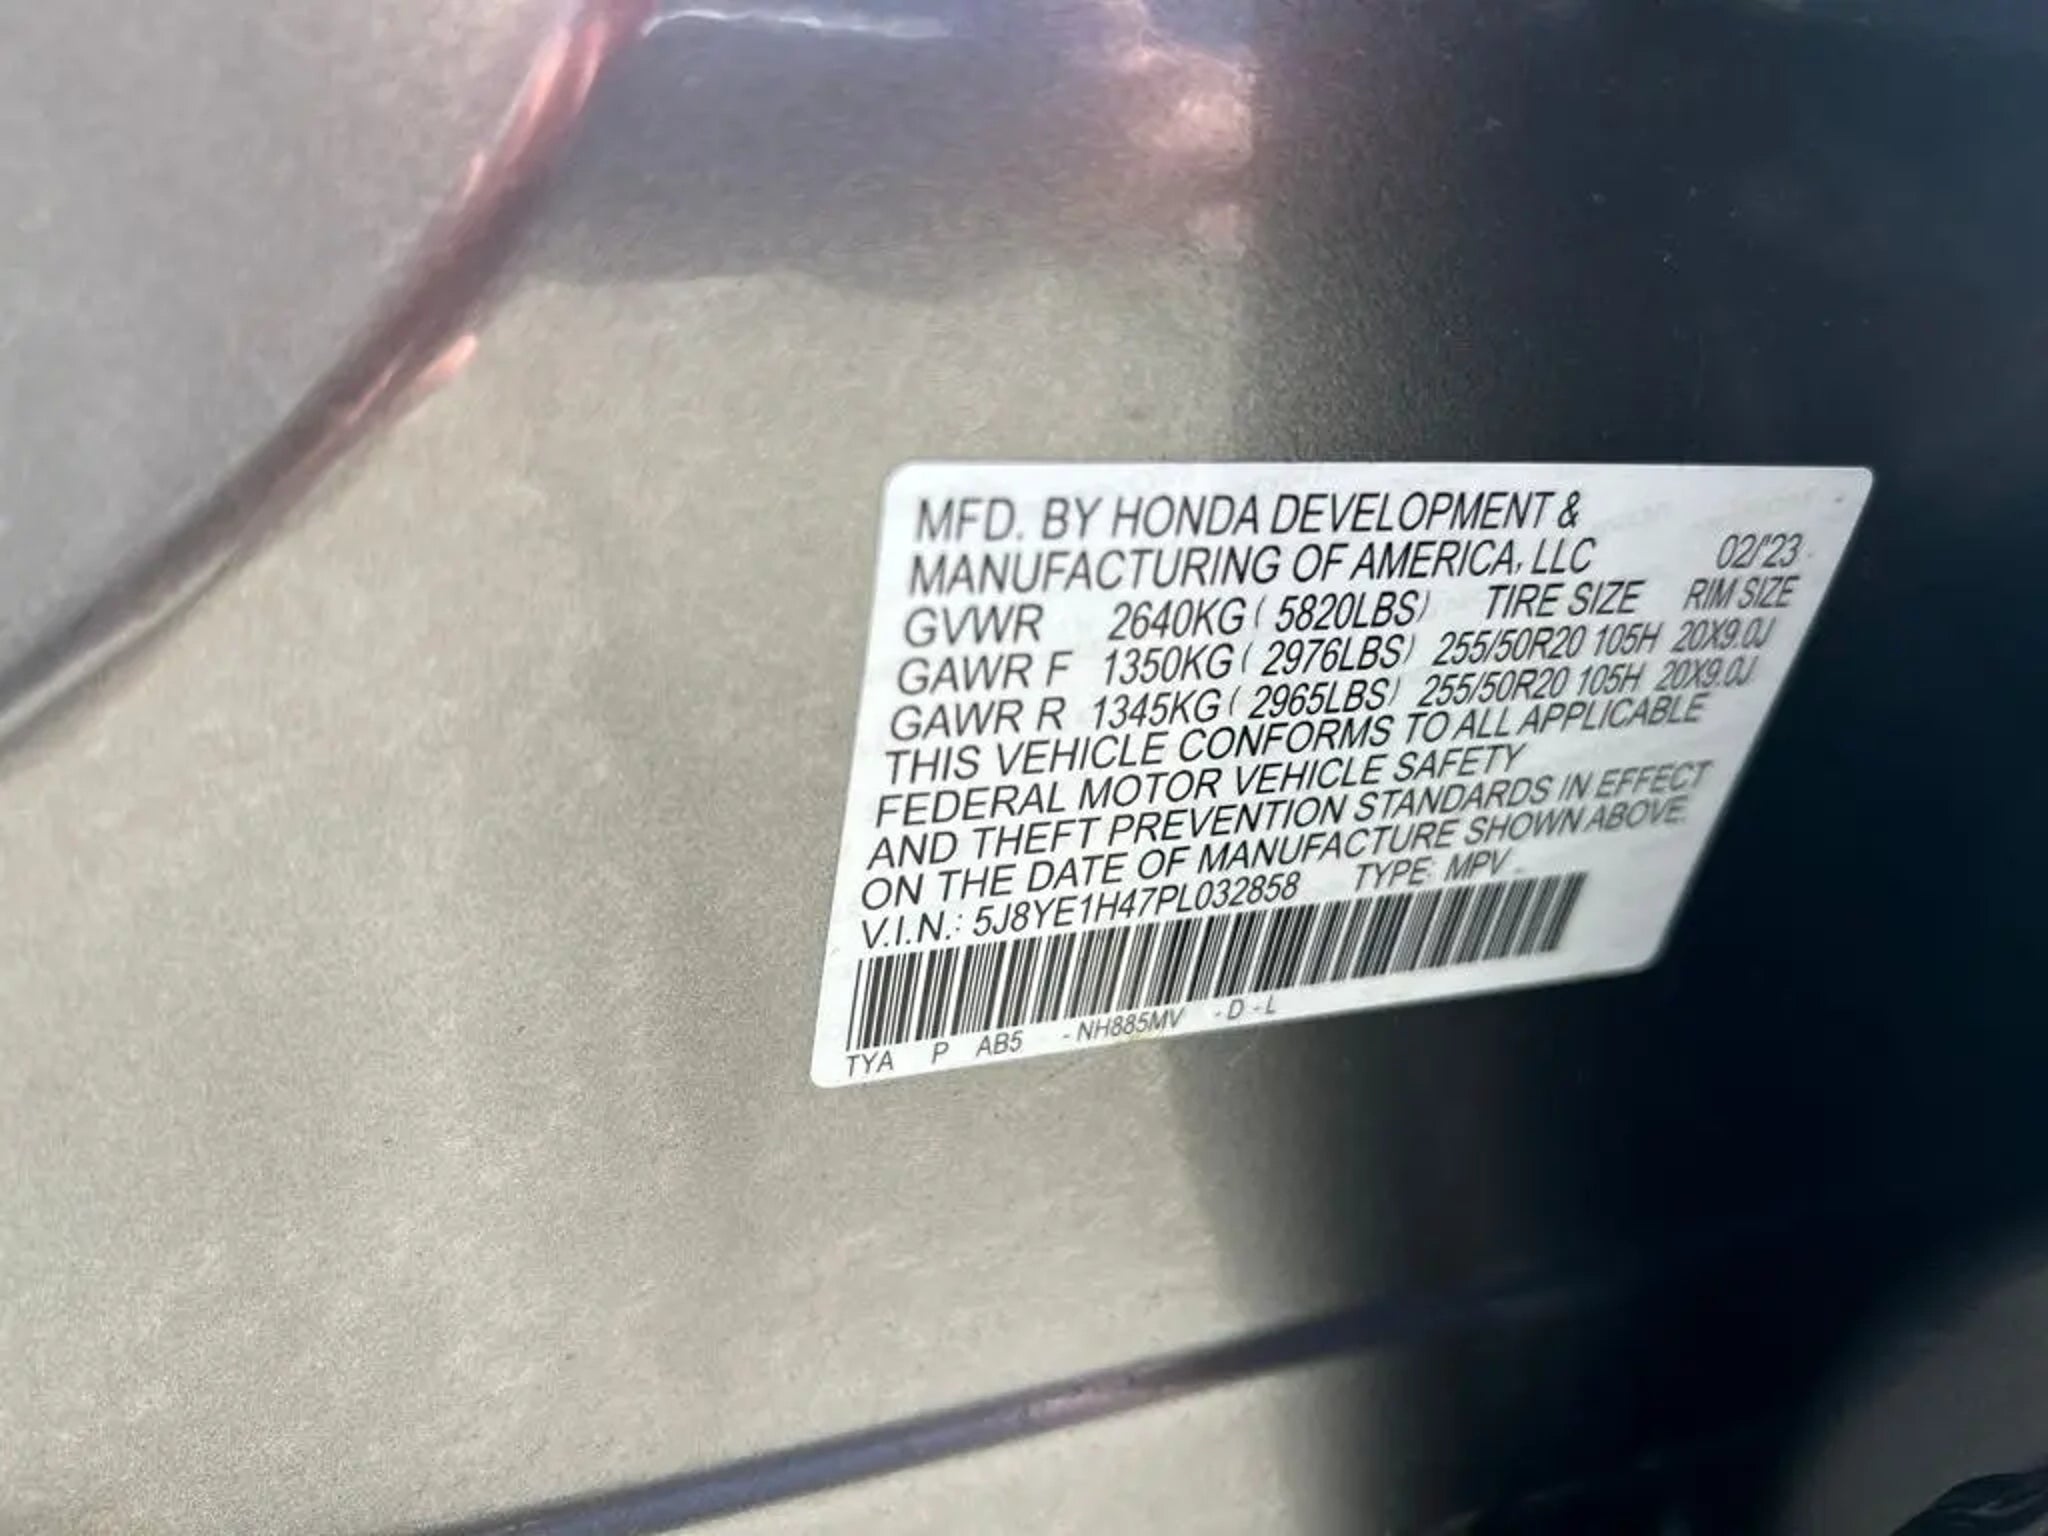 MFD. BY HONDA DEVELOPMENT &
MANUFACTURING OF AMERICA, LLC 02/'23
GVWR 2640KG ( 5820LBS) TIRE SIZE RIM SIZE
GAWR F 1350KG ( 2976LBS) 255/50R20 105H 20X9.0J
GAWR R 1345KG ( 2965LBS) 255/50R20 105H 20X9.0J
THIS VEHICLE CONFORMS TO ALL APPLICABLE
FEDERAL MOTOR VEHICLE SAFETY
AND THEFT PREVENTION STANDARDS IN EFFECT
ON THE DATE OF MANUFACTURE SHOWN ABOVE.
V.I.N.: 5J8YE1H47PL032858 TYPE: MPV
TYA P AB5 - NH885MV - D - L